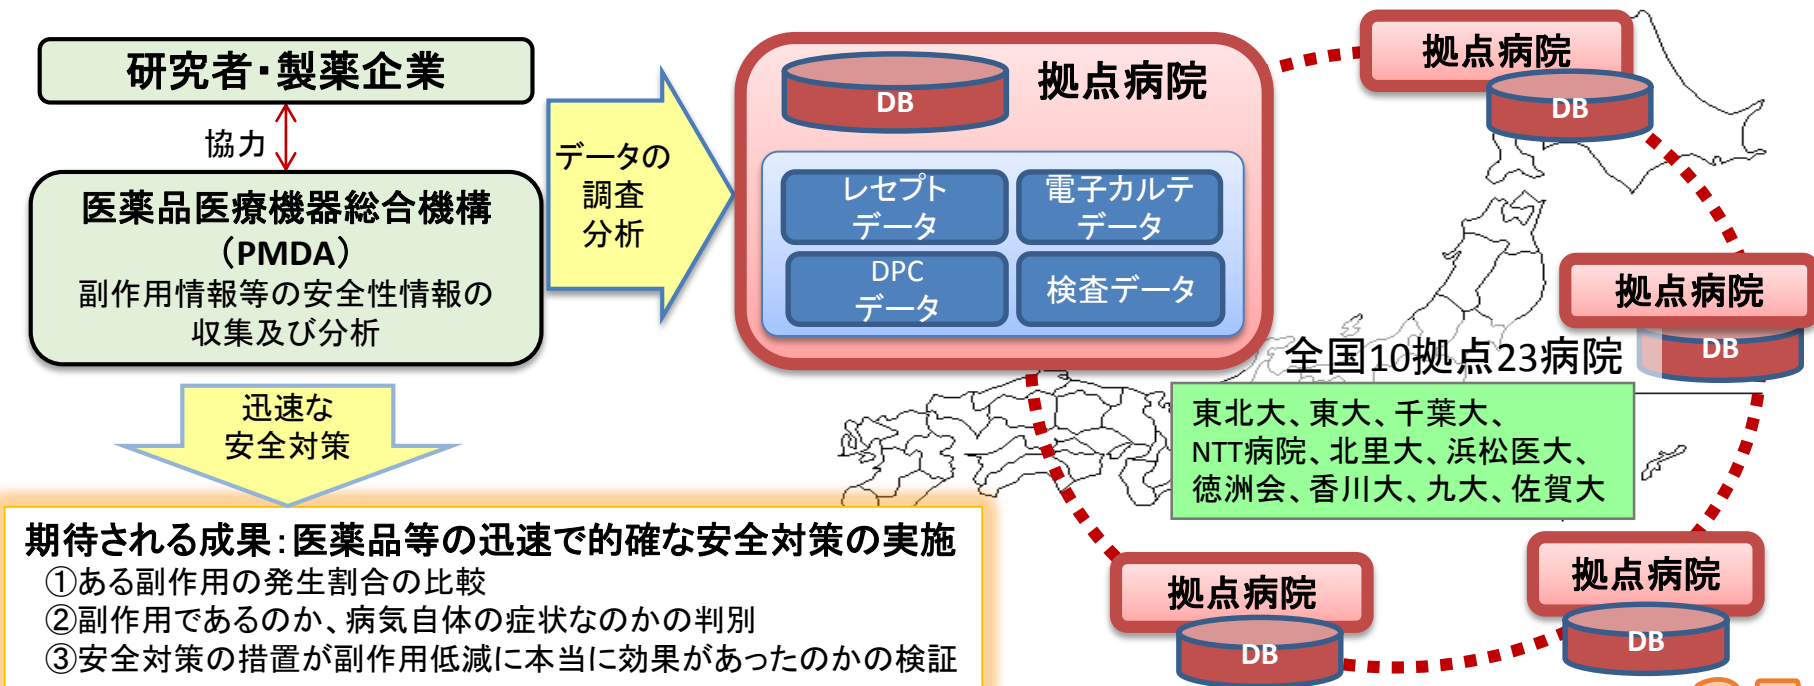 研究者・製薬企業
協力
医薬品医療機器総合機構
（PMDA）
副作用情報等の安全性情報の
収集及び分析
データの
調査
分析
拠点病院
DB
レセプト
データ
電子カルテ
データ
DPC
データ
検査データ
拠点病院
DB
拠点病院
DB
全国10拠点23病院
東北大、東大、千葉大、
NTT病院、北里大、浜松医大、
徳洲会、香川大、九大、佐賀大
拠点病院
DB
拠点病院
DB
迅速な
安全対策
期待される成果：医薬品等の迅速で的確な安全対策の実施
①ある副作用の発生割合の比較
②副作用であるのか、病気自体の症状なのかの判別
③安全対策の措置が副作用低減に本当に効果があったのかの検証